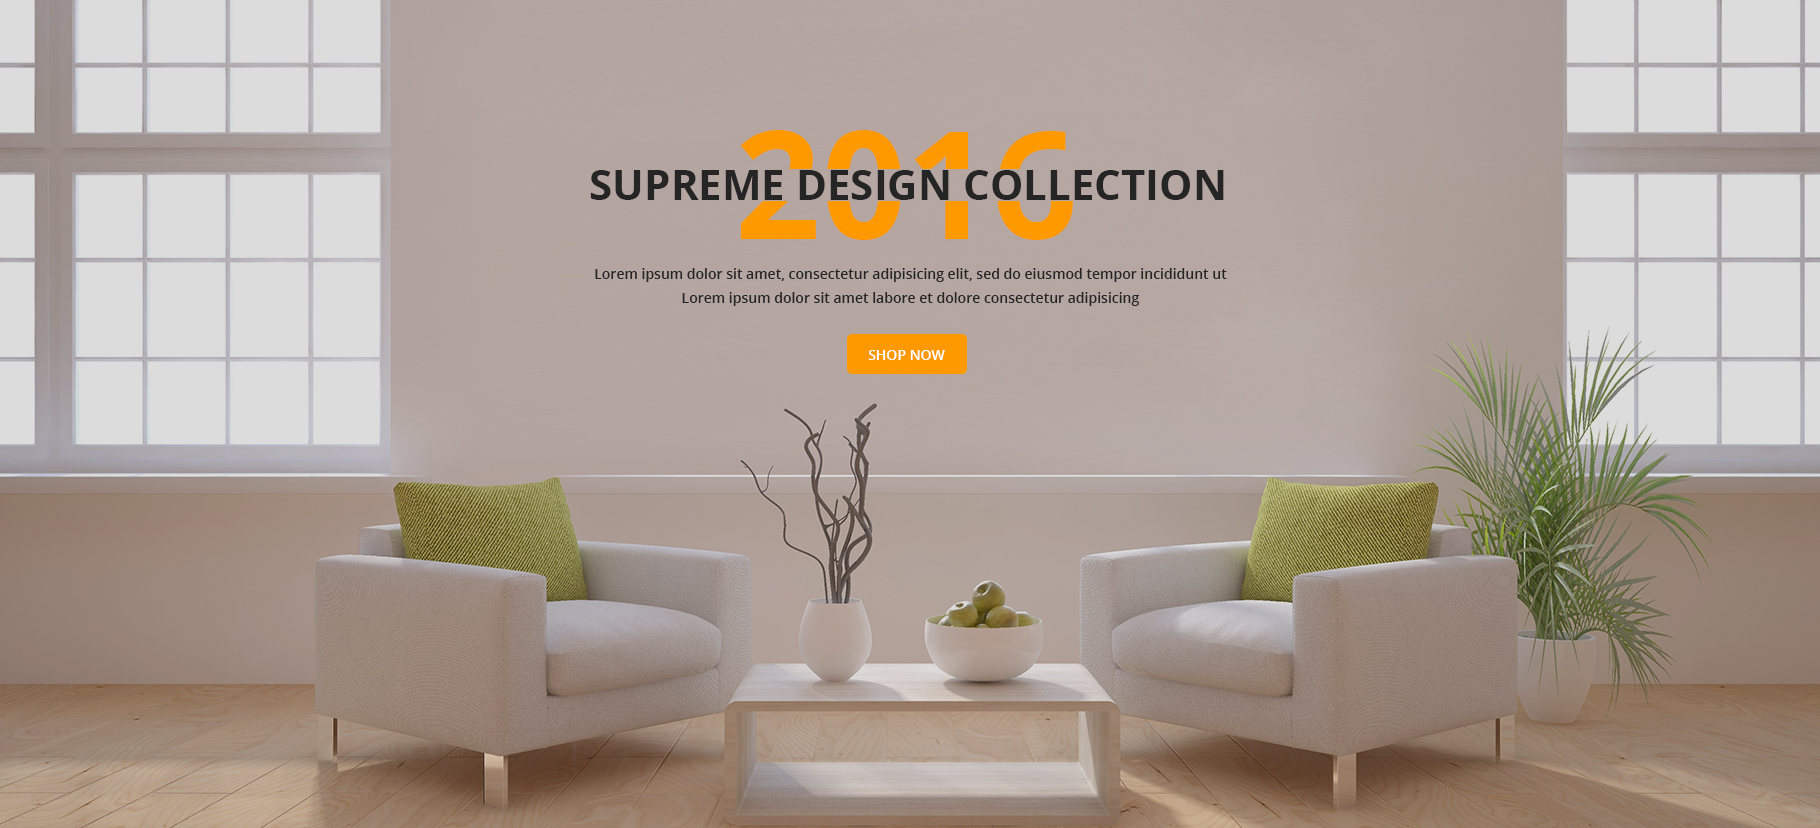 2016
SUPREME DESIGN COLLECTION
Lorem ipsum dolor sit amet, consectetur adipisicing elit, sed do eiusmod tempor incididunt ut
Lorem ipsum dolor sit amet labore et dolore consectetur adipisicing
SHOP NOW